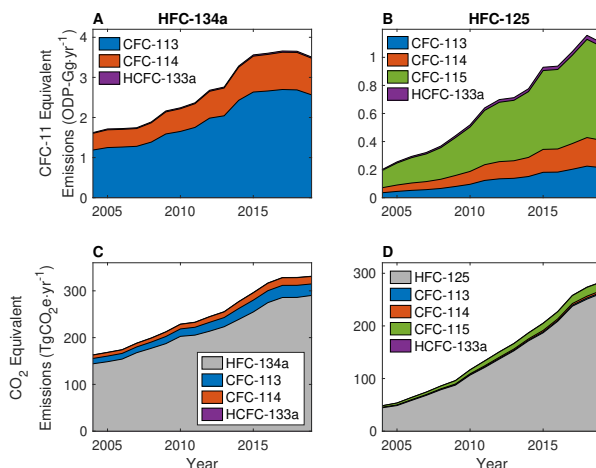 A HFC-134a
B HFC-125
CFC-113
CFC-114
HCFC-133a
CFC-113
CFC-114
CFC-115
HCFC-133a
CFC-11 Equivalent
Emissions (ODP-Gg·yr⁻¹)
4
3
2
1
0
2005 2010 2015
1
0.8
0.6
0.4
0.2
0
2005 2010 2015
C
D
HFC-134a
CFC-113
CFC-114
HCFC-133a
HFC-125
CFC-113
CFC-114
CFC-115
HCFC-133a
CO₂ Equivalent
Emissions (TgCO₂e·yr⁻¹)
300
200
100
0
2005 2010 2015
Year
300
200
100
0
2005 2010 2015
Year